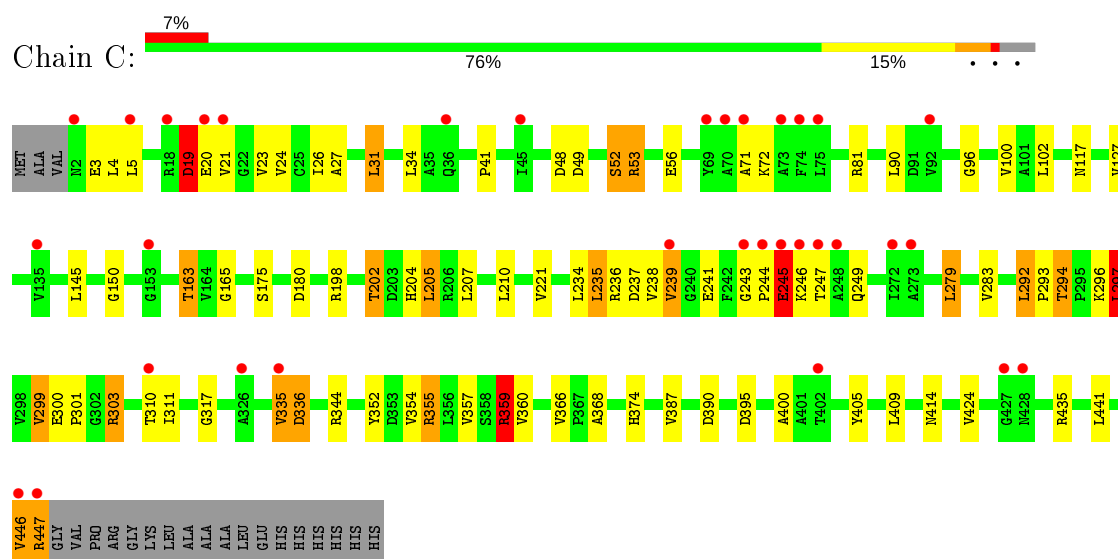 7%
Chain C:
76% 15% • • •
MET ALA VAL N2 E3 L4 L5 R18 D19 E20 V21 G22 V23 V24 C25 I26 A27 L31 L34 A35 Q36 P41 I45 D48 D49 S52 R53 E56 Y69 A70 A71 K72 A73 F74 L75 R81 L90 D91 V92 G96 V100 A101 L102 N117 V127
V135 L145 G150 G153 T163 V164 G165 S175 D180 R198 T202 D203 H204 L205 R206 L207 L210 V221 L234 L235 R236 D237 V238 V239 G240 E241 F242 G243 P244 E245 K246 T247 A248 Q249 I272 A273 L279 V283 L292 P293 T294 P295 K296 L297
V298 V299 E300 P301 G302 R303 T310 I311 G317 A326 V335 D336 R344 Y352 D353 V354 R355 L356 V357 S358 R359 V360 V366 P367 A368 H374 V387 D390 D395 A400 A401 T402 Y405 L409 N414 V424 G427 N428 R435 L441
V446 R447 GLY VAL PRO ARG GLY LYS LEU ALA ALA ALA LEU GLU HIS HIS HIS HIS HIS HIS